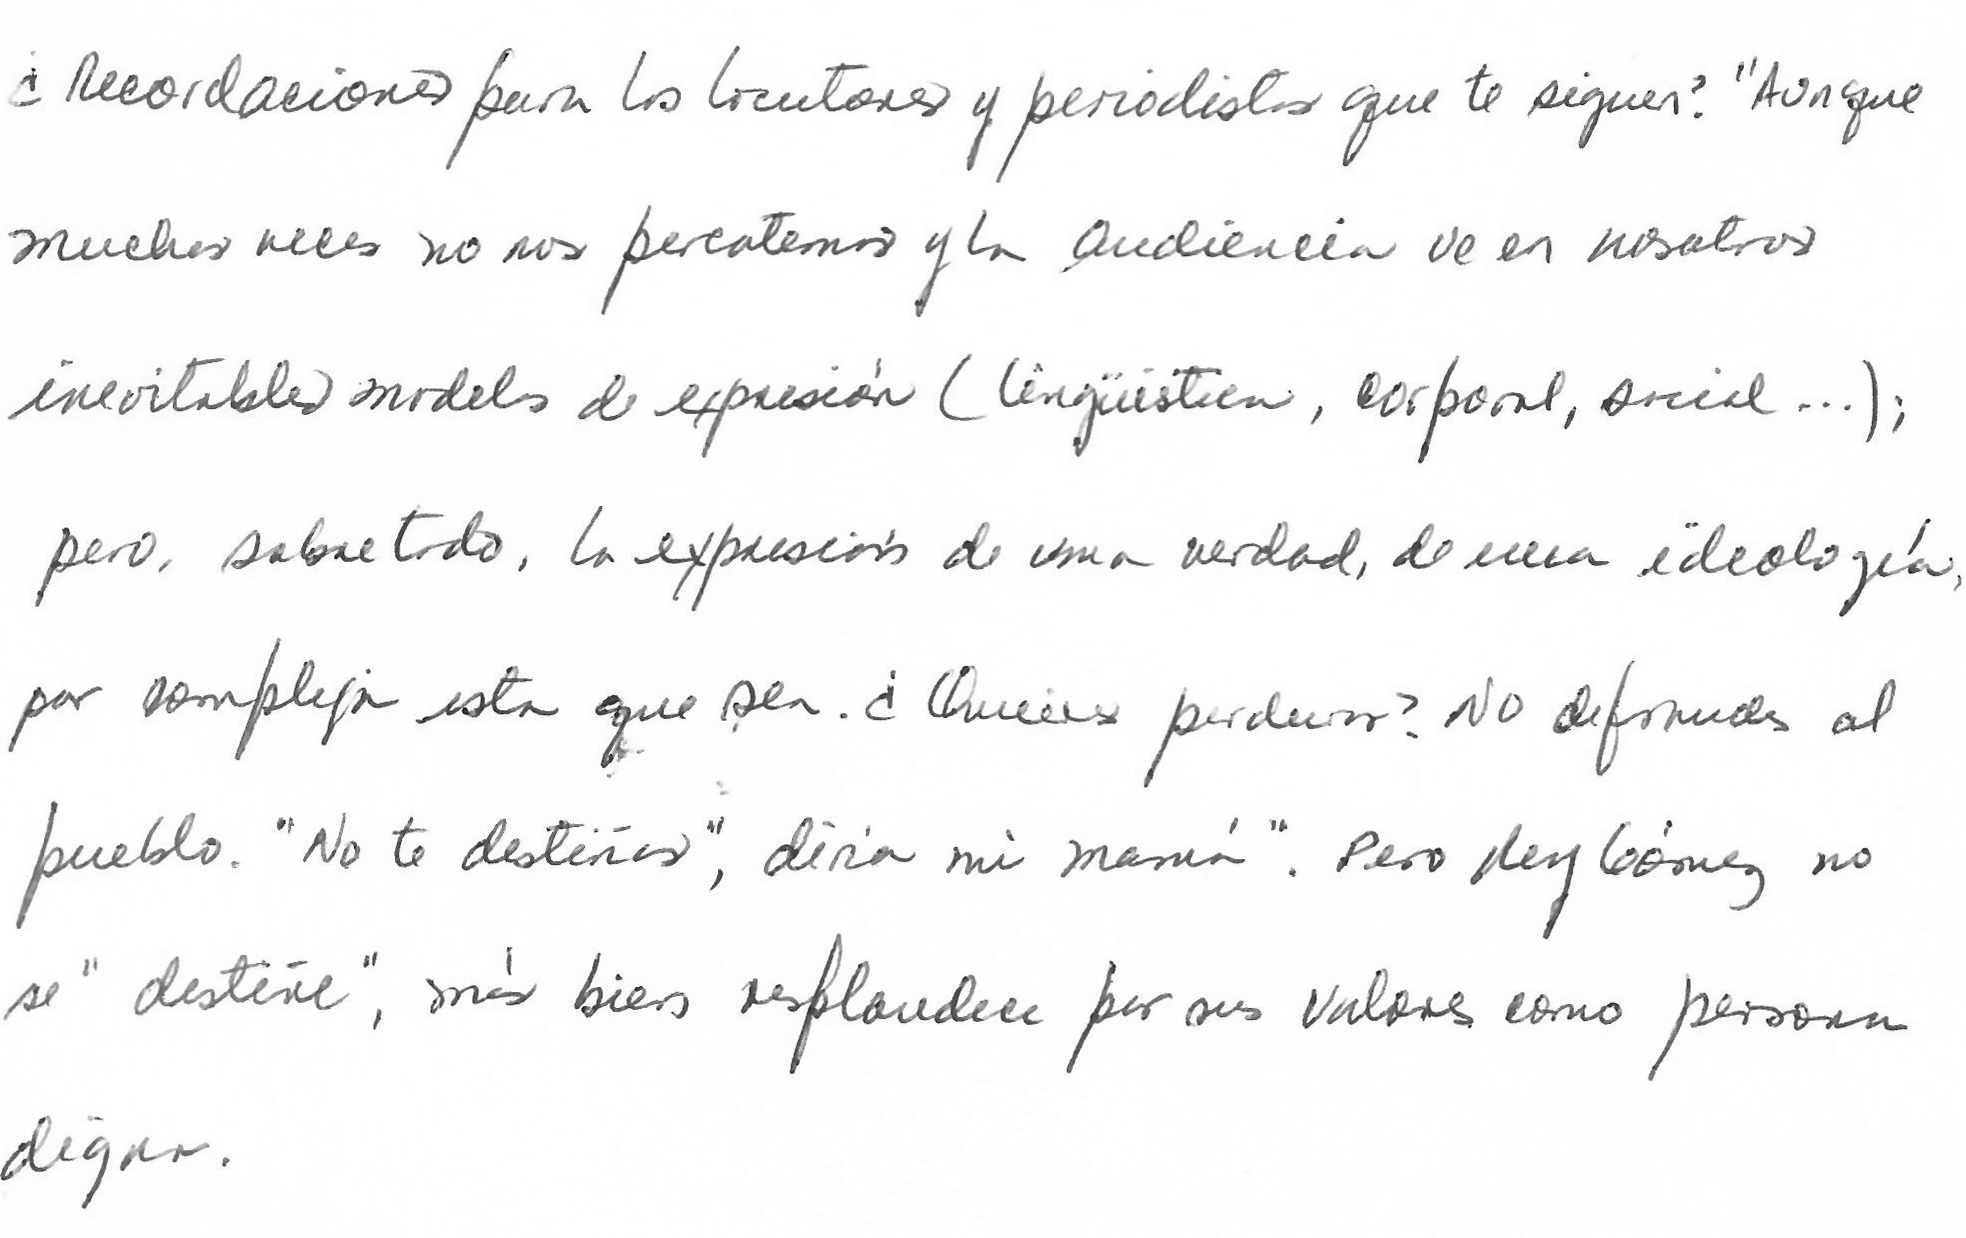 ¿Recordaciones para los locutores y periodistas que te siguen? "Aunque
muchas veces no nos percatemos y la audiencia ve en nosotros
inevitables modelos de expresión (lingüística, corporal, social ...);
pero, sobre todo, la expresión de una verdad, de una ideología,
por compleja esta que sea. ¿Quieres perdurar? No defraudes al
pueblo. "No te destiñas", diría mi mamá". Pero Rey Gómez no
se "destiñe", más bien resplandece por sus valores como persona
digna.